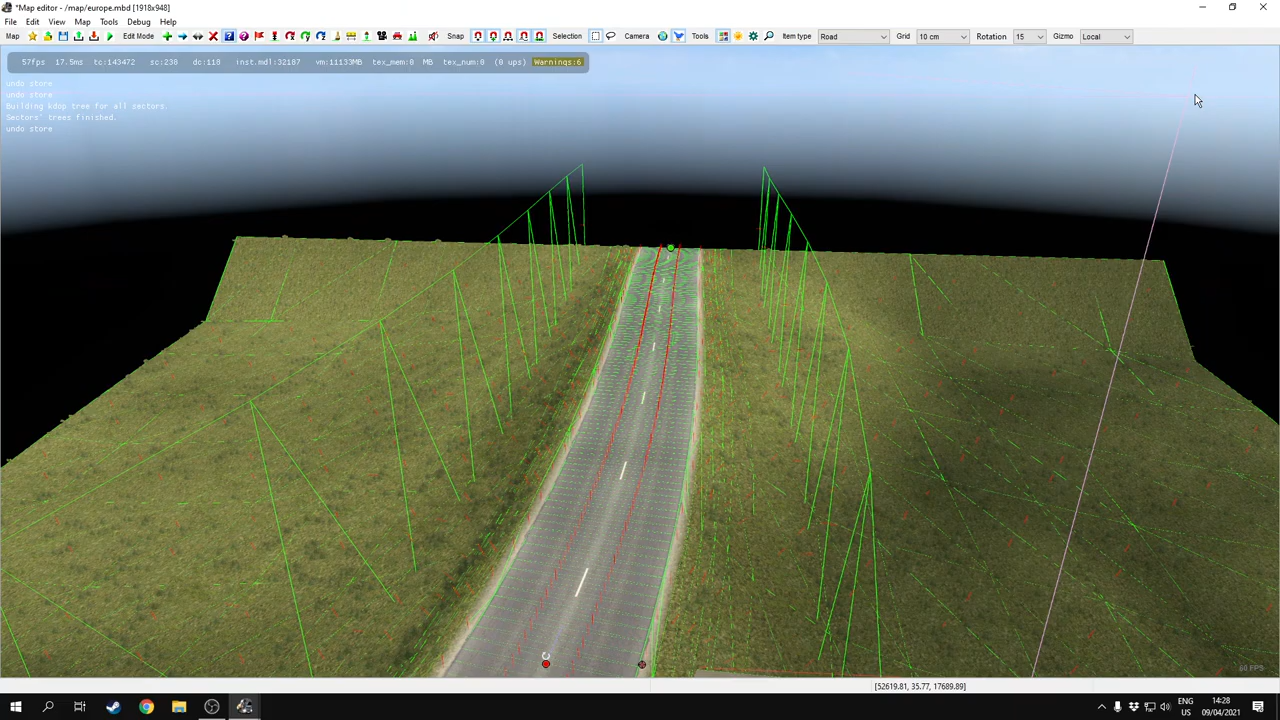 *Map editor - /map/europe.mbd [1918x948]
File Edit View Map Tools Debug Help
Map Edit Mode Snap Selection Camera Tools Item type Road Grid 10 cm Rotation 15 Gizmo Local
57fps 17.5ms tc:143472 sc:238 dc:118 inst.mdl:32187 vm:11133MB tex_mem:0 MB tex_num:0 (0 ups) Warnings:6
undo store
undo store
Building kdop tree for all sectors.
Sectors' trees finished.
undo store
60 FPS
[52619.81, 35.77, 17689.89]
ENG
US
14:28
09/04/2021